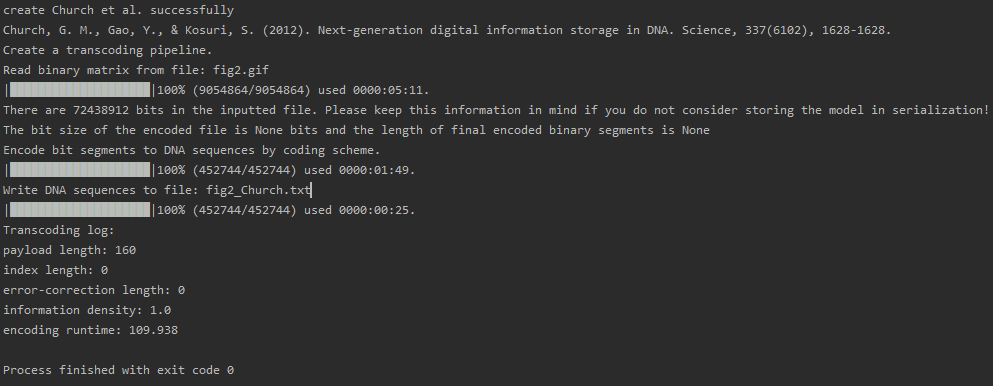 create Church et al. successfully
Church, G. M., Gao, Y., & Kosuri, S. (2012). Next-generation digital information storage in DNA. Science, 337(6102), 1628-1628.
Create a transcoding pipeline.
Read binary matrix from file: fig2.gif
|████████████████████|100% (9054864/9054864) used 0000:05:11.
There are 72438912 bits in the inputted file. Please keep this information in mind if you do not consider storing the model in serialization!
The bit size of the encoded file is None bits and the length of final encoded binary segments is None
Encode bit segments to DNA sequences by coding scheme.
|████████████████████|100% (452744/452744) used 0000:01:49.
Write DNA sequences to file: fig2_Church.txt
|████████████████████|100% (452744/452744) used 0000:00:25.
Transcoding log:
payload length: 160
index length: 0
error-correction length: 0
information density: 1.0
encoding runtime: 109.938
Process finished with exit code 0